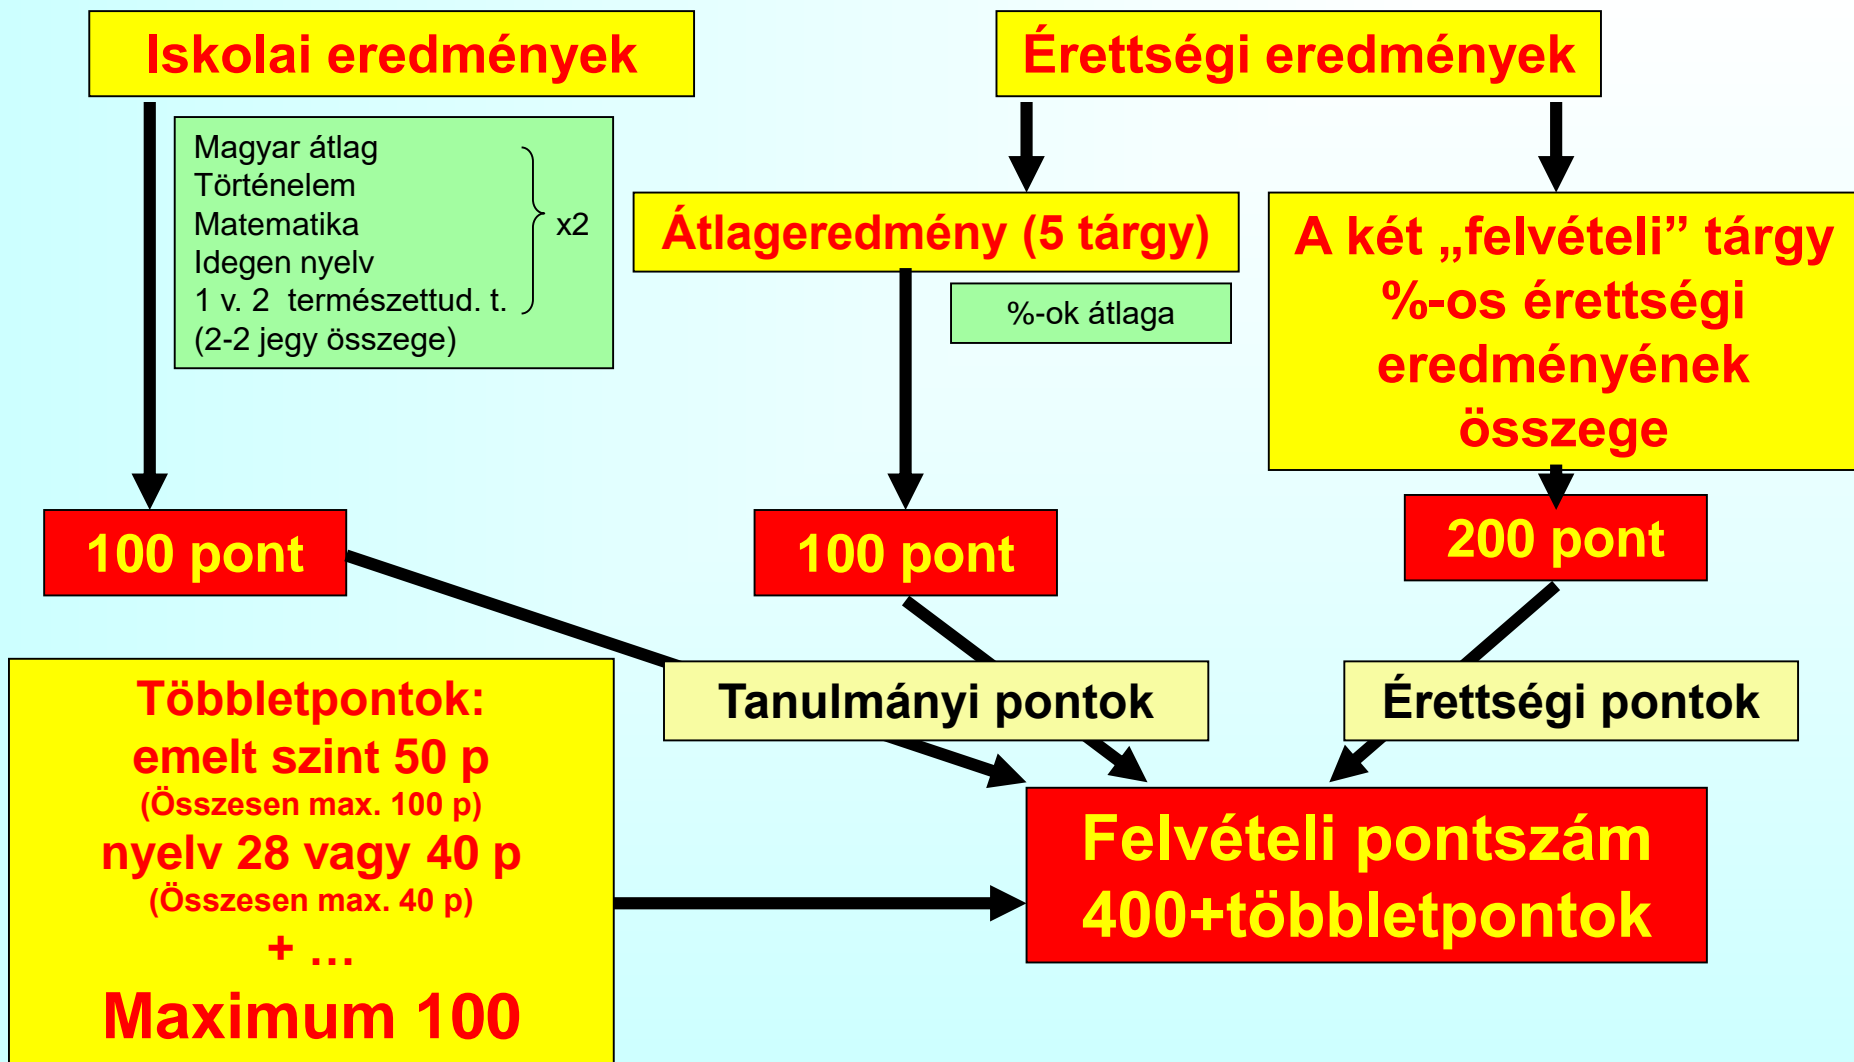 Iskolai eredmények
Magyar átlag
Történelem
Matematika
Idegen nyelv
1 v. 2 természettud. t.
(2-2 jegy összege)
x2
100 pont
Érettségi eredmények
Átlageredmény (5 tárgy)
%-ok átlaga
100 pont
A két „felvételi” tárgy
%-os érettségi
eredményének
összege
200 pont
Tanulmányi pontok
Érettségi pontok
Többletpontok:
emelt szint 50 p
(Összesen max. 100 p)
nyelv 28 vagy 40 p
(Összesen max. 40 p)
+ …
Maximum 100
Felvételi pontszám
400+többletpontok